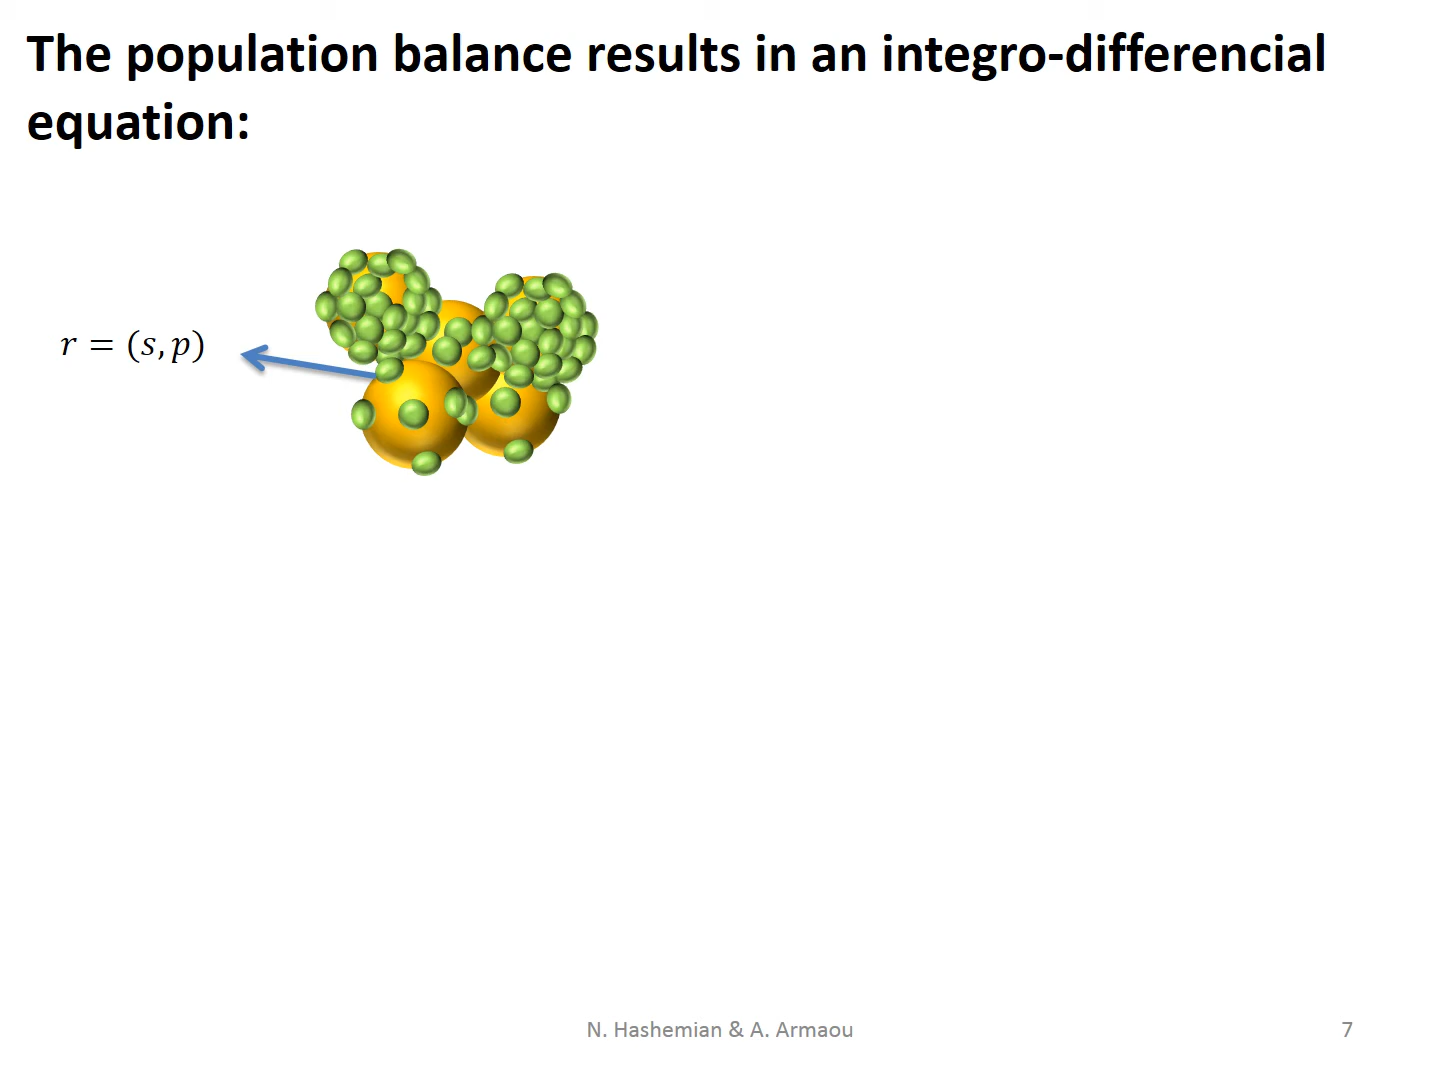 The population balance results in an integro-differencial
equation:
r = (s, p)
N. Hashemian & A. Armaou
7